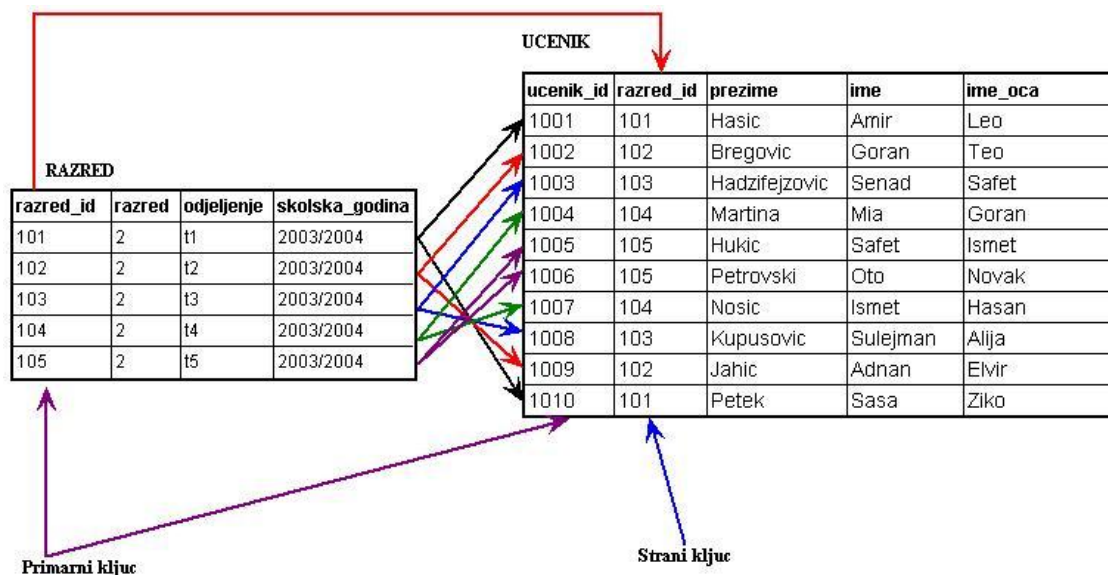 UCENIK
ucenik_id razred_id prezime ime ime_oca
1001 101 Hasic Amir Leo
1002 102 Bregovic Goran Teo
1003 103 Hadzifejzovic Senad Safet
1004 104 Martina Mia Goran
1005 105 Hukic Safet Ismet
1006 105 Petrovski Oto Novak
1007 104 Nosic Ismet Hasan
1008 103 Kupusovic Sulejman Alija
1009 102 Jahic Adnan Elvir
1010 101 Petek Sasa Ziko
RAZRED
razred_id razred odjeljenje skolska_godina
101 2 t1 2003/2004
102 2 t2 2003/2004
103 2 t3 2003/2004
104 2 t4 2003/2004
105 2 t5 2003/2004
Primarni kljuc
Strani kljuc